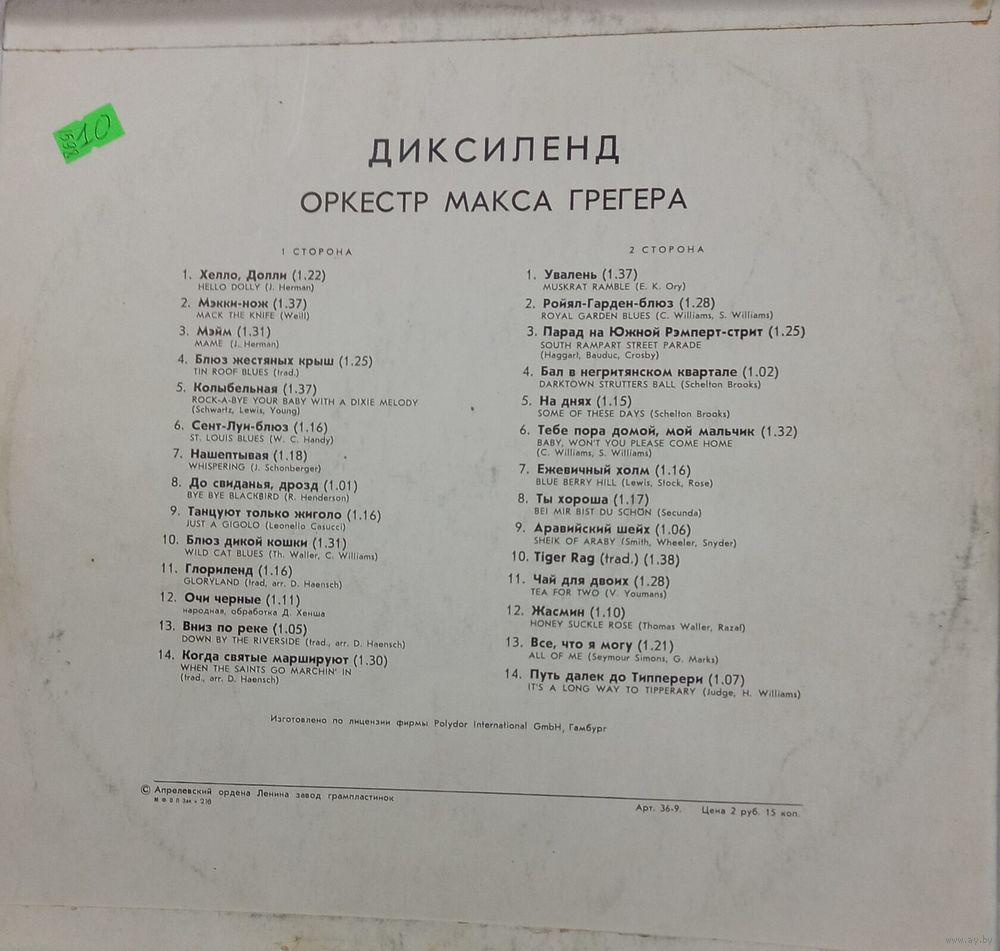 10
ДИКСИЛЕНД
ОРКЕСТР МАКСА ГРЕГЕРА
1 СТОРОНА
1. Хелло, Долли (1.22)
HELLO DOLLY (J. Herman)
2. Мэкки-нож (1.37)
MACK THE KNIFE (Weill)
3. Мэйм (1.31)
MAME (J. Herman)
4. Блюз жестяных крыш (1.25)
TIN ROOF BLUES (trad.)
5. Колыбельная (1.37)
ROCK-A-BYE YOUR BABY WITH A DIXIE MELODY
(Schwartz, Lewis, Young)
6. Сент-Луи-блюз (1.16)
ST. LOUIS BLUES (W. C. Handy)
7. Нашептывая (1.18)
WHISPERING (J. Schonberger)
8. До свиданья, дрозд (1.01)
BYE BYE BLACKBIRD (R. Henderson)
9. Танцуют только жиголо (1.16)
JUST A GIGOLO (Leonello Casucci)
10. Блюз дикой кошки (1.31)
WILD CAT BLUES (Th. Waller, C. Williams)
11. Глориленд (1.16)
GLORYLAND (trad, arr. D. Haensch)
12. Очи черные (1.11)
народная, обработка Д. Хенша
13. Вниз по реке (1.05)
DOWN BY THE RIVERSIDE (trad., arr. D. Haensch)
14. Когда святые маршируют (1.30)
WHEN THE SAINTS GO MARCHIN' IN
(trad., arr. D. Haensch)
2 СТОРОНА
1. Увалень (1.37)
MUSKRAT RAMBLE (E. K. Ory)
2. Ройял-Гарден-блюз (1.28)
ROYAL GARDEN BLUES (C. Williams, S. Williams)
3. Парад на Южной Рэмперт-стрит (1.25)
SOUTH RAMPART STREET PARADE
(Haggart, Bauduc, Crosby)
4. Бал в негритянском квартале (1.02)
DARKTOWN STRUTTERS BALL (Schelton Brooks)
5. На днях (1.15)
SOME OF THESE DAYS (Schelton Brooks)
6. Тебе пора домой, мой мальчик (1.32)
BABY, WON'T YOU PLEASE COME HOME
(C. Williams, S. Williams)
7. Ежевичный холм (1.16)
BLUE BERRY HILL (Lewis, Stock, Rose)
8. Ты хороша (1.17)
BEI MIR BIST DU SCHÖN (Secunda)
9. Аравийский шейх (1.06)
SHEIK OF ARABY (Smith, Wheeler, Snyder)
10. Tiger Rag (trad.) (1.38)
11. Чай для двоих (1.28)
TEA FOR TWO (V. Youmans)
12. Жасмин (1.10)
HONEY SUCKLE ROSE (Thomas Waller, Razaf)
13. Все, что я могу (1.21)
ALL OF ME (Seymour Simons, G. Marks)
14. Путь далек до Типперери (1.07)
IT'S A LONG WAY TO TIPPERARY (Judge, H. Williams)
Изготовлено по лицензии фирмы Polydor International GmbH, Гамбург
© Апрелевский ордена Ленина завод грампластинок
Арт. 36-9. Цена 2 руб. 15 коп.
www.ay.by